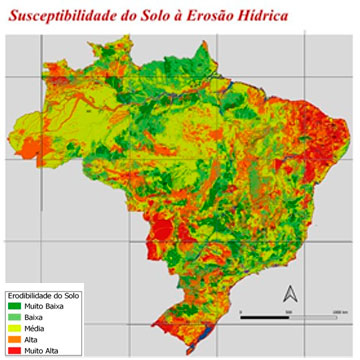 Susceptibilidade do Solo à Erosão Hídrica
Erodibilidade do Solo
Muito Baixa
Baixa
Média
Alta
Muito Alta
0 500 1000 km